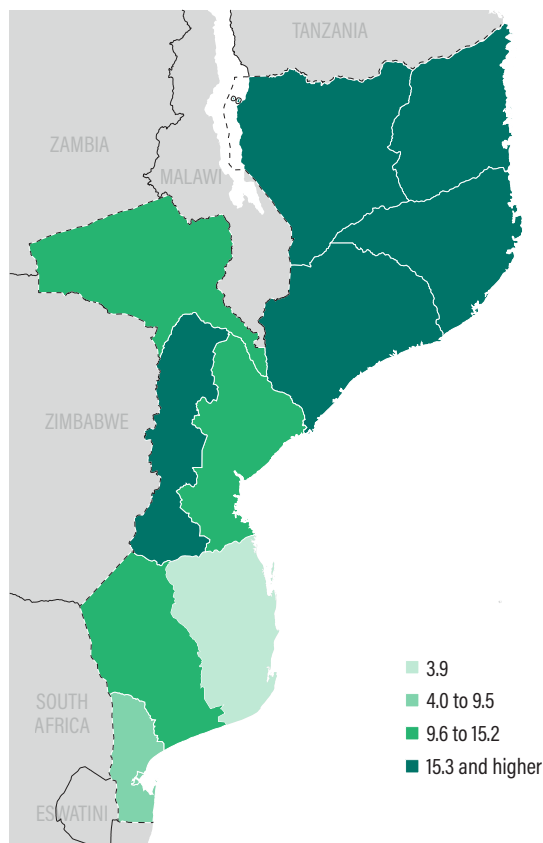 TANZANIA
ZAMBIA
MALAWI
ZIMBABWE
SOUTH
AFRICA
ESWATINI
3.9
4.0 to 9.5
9.6 to 15.2
15.3 and higher